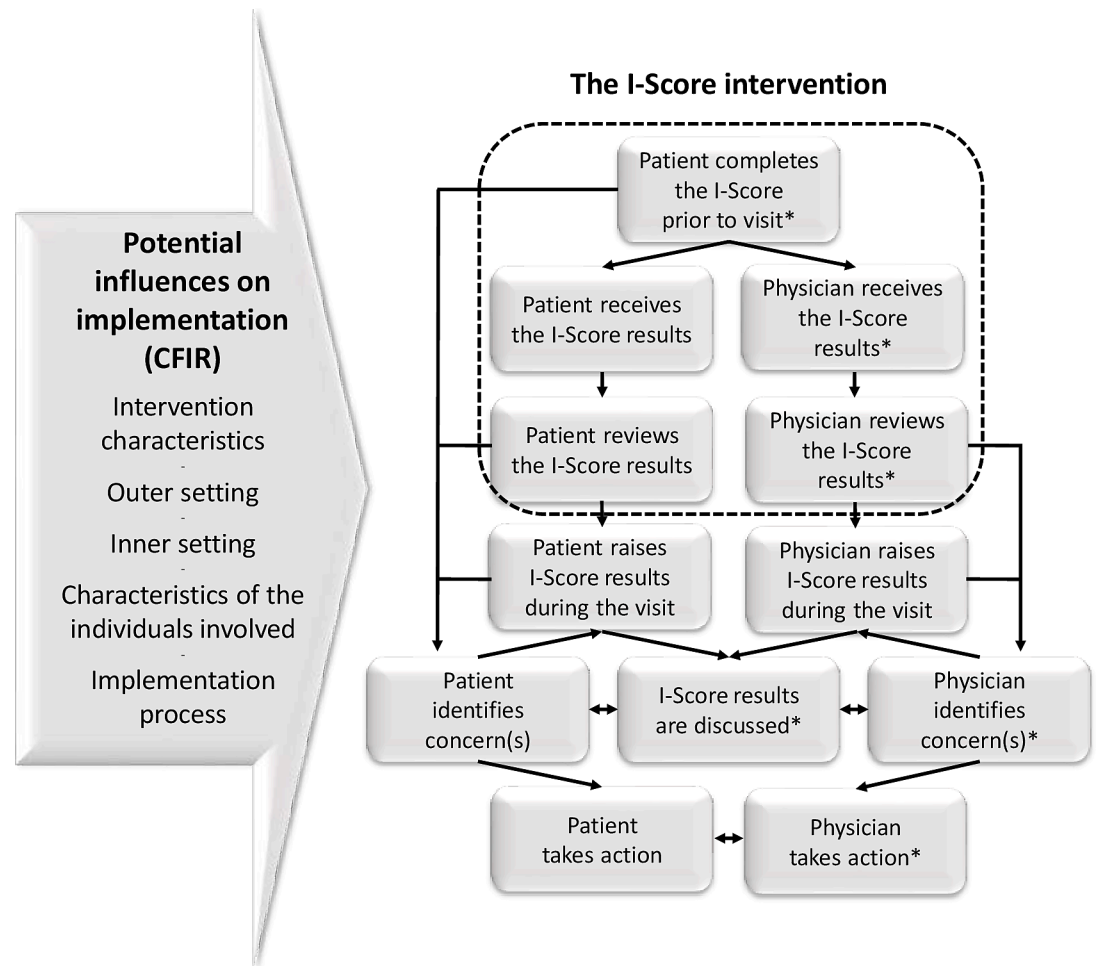 Potential
influences on
implementation
(CFIR)
Intervention
characteristics
-
Outer setting
-
Inner setting
-
Characteristics of the
individuals involved
-
Implementation
process
The I-Score intervention
Patient completes
the I-Score
prior to visit*
Patient receives
the I-Score results
Physician receives
the I-Score
results*
Patient reviews
the I-Score results
Physician reviews
the I-Score
results*
Patient raises
I-Score results
during the visit
Physician raises
I-Score results
during the visit
Patient
identifies
concern(s)
I-Score results
are discussed*
Physician
identifies
concern(s)*
Patient
takes action
Physician
takes action*